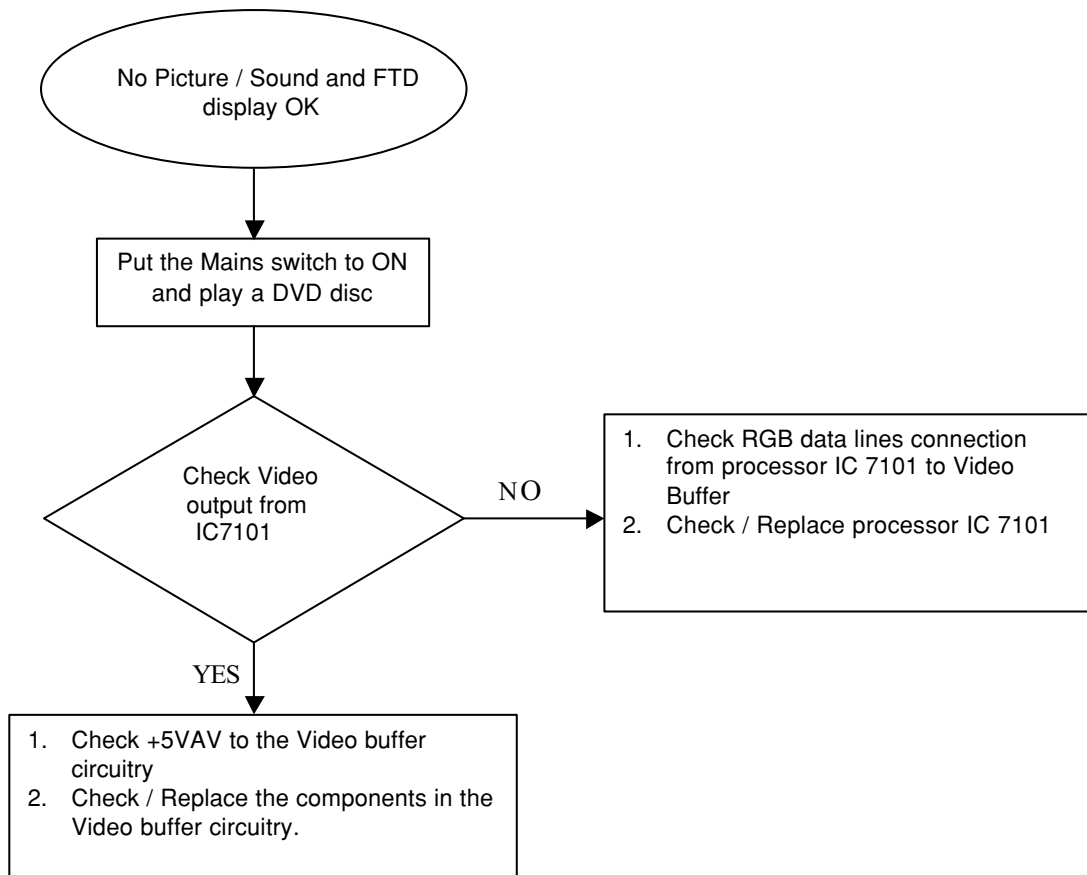 No Picture / Sound and FTD
display OK
Put the Mains switch to ON
and play a DVD disc
Check Video
output from
IC7101
NO
1. Check RGB data lines connection
from processor IC 7101 to Video
Buffer
2. Check / Replace processor IC 7101
YES
1. Check +5VAV to the Video buffer
circuitry
2. Check / Replace the components in the
Video buffer circuitry.